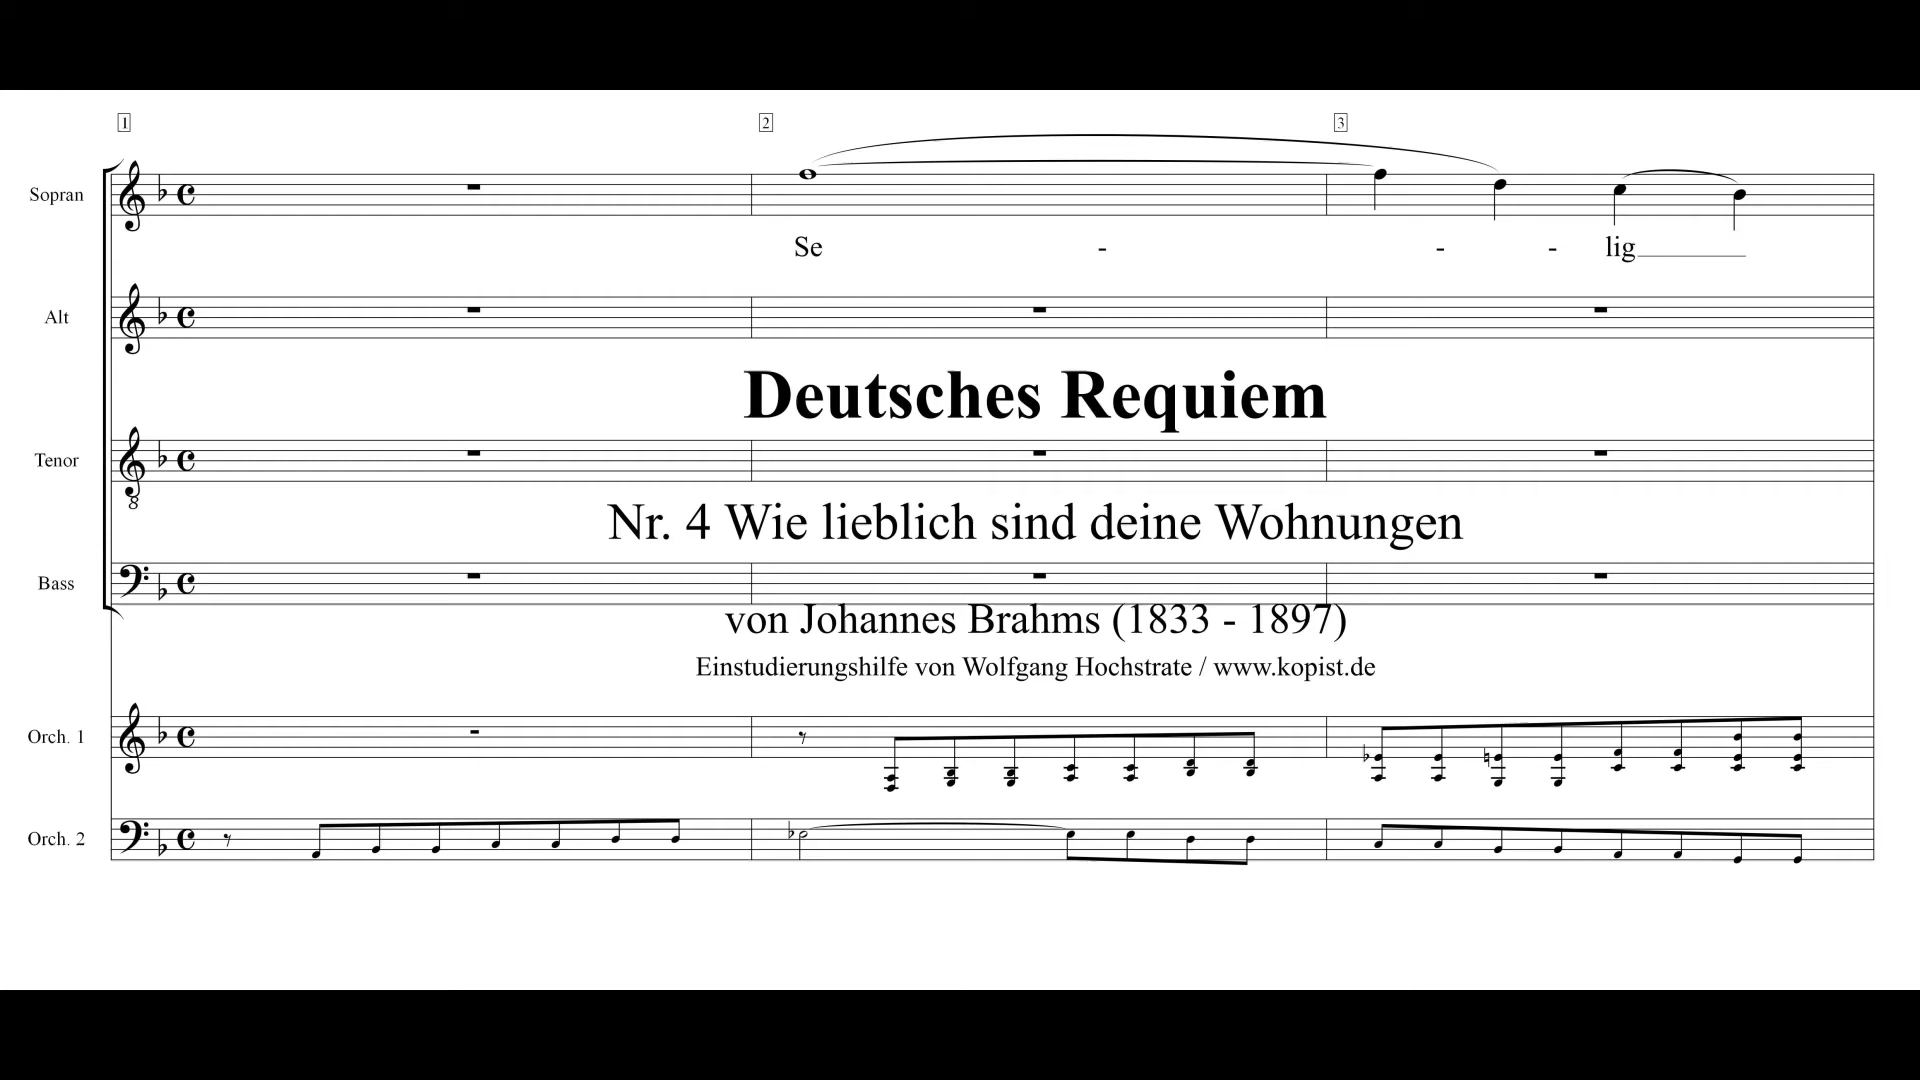 1 2 3
Sopran
Se - - - lig
Alt
Deutsches Requiem
Tenor
8
Nr. 4 Wie lieblich sind deine Wohnungen
Bass
von Johannes Brahms (1833 - 1897)
Einstudierungshilfe von Wolfgang Hochstrate / www.kopist.de
Orch. 1
Orch. 2